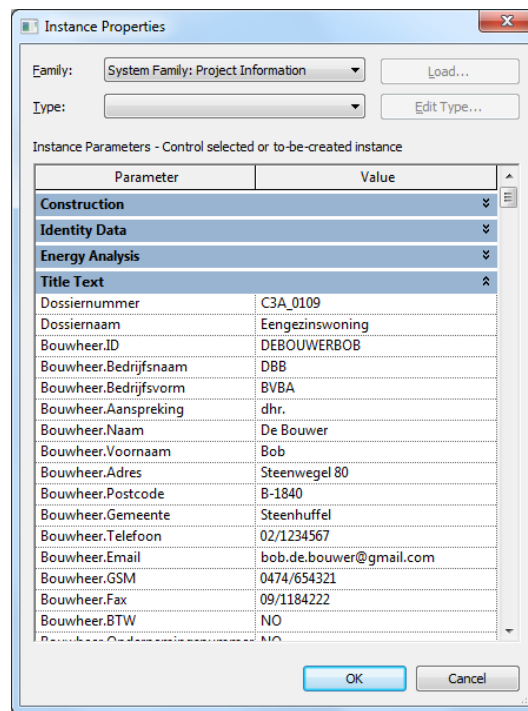 Instance Properties
Family: System Family: Project Information Load...
Type: Edit Type...
Instance Parameters - Control selected or to-be-created instance
Parameter Value
Construction
Identity Data
Energy Analysis
Title Text
Dossiernummer C3A_0109
Dossiernaam Eengezinswoning
Bouwheer.ID DEBOUWERBOB
Bouwheer.Bedrijfsnaam DBB
Bouwheer.Bedrijfsvorm BVBA
Bouwheer.Aanspreking dhr.
Bouwheer.Naam De Bouwer
Bouwheer.Voornaam Bob
Bouwheer.Adres Steenwegel 80
Bouwheer.Postcode B-1840
Bouwheer.Gemeente Steenhuffel
Bouwheer.Telefoon 02/1234567
Bouwheer.Email bob.de.bouwer@gmail.com
Bouwheer.GSM 0474/654321
Bouwheer.Fax 09/1184222
Bouwheer.BTW NO
Bouwheer.Ondernemingsnummer NO
OK Cancel